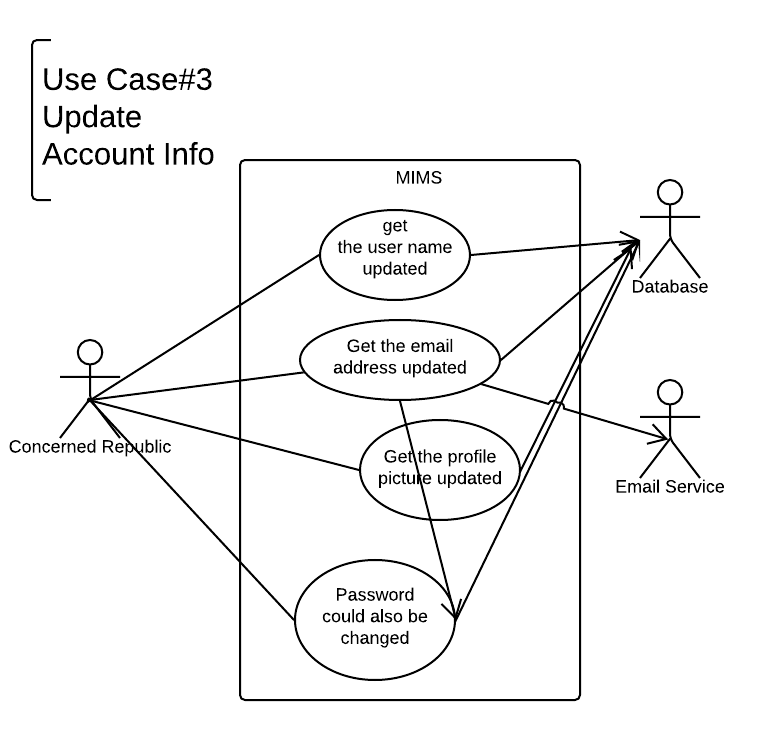 Use Case#3
Update
Account Info
MIMS
get
the user name
updated
Database
Get the email
address updated
Concerned Republic
Get the profile
picture updated
Email Service
Password
could also be
changed